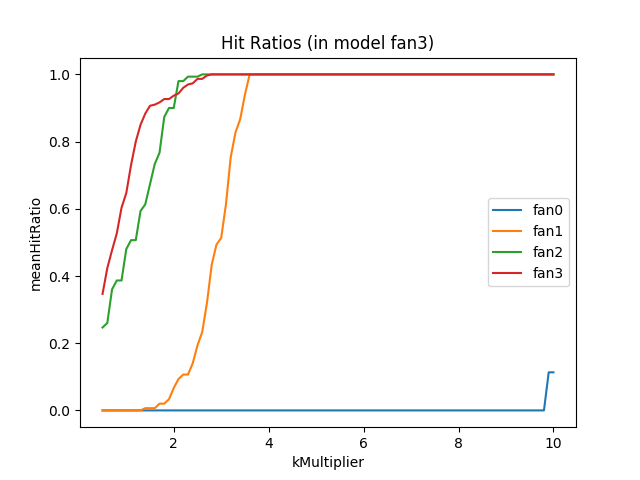 Hit Ratios (in model fan3)
1.0
0.8
0.6
0.4
0.2
0.0
meanHitRatio
fan0
fan1
fan2
fan3
2 4 6 8 10
kMultiplier